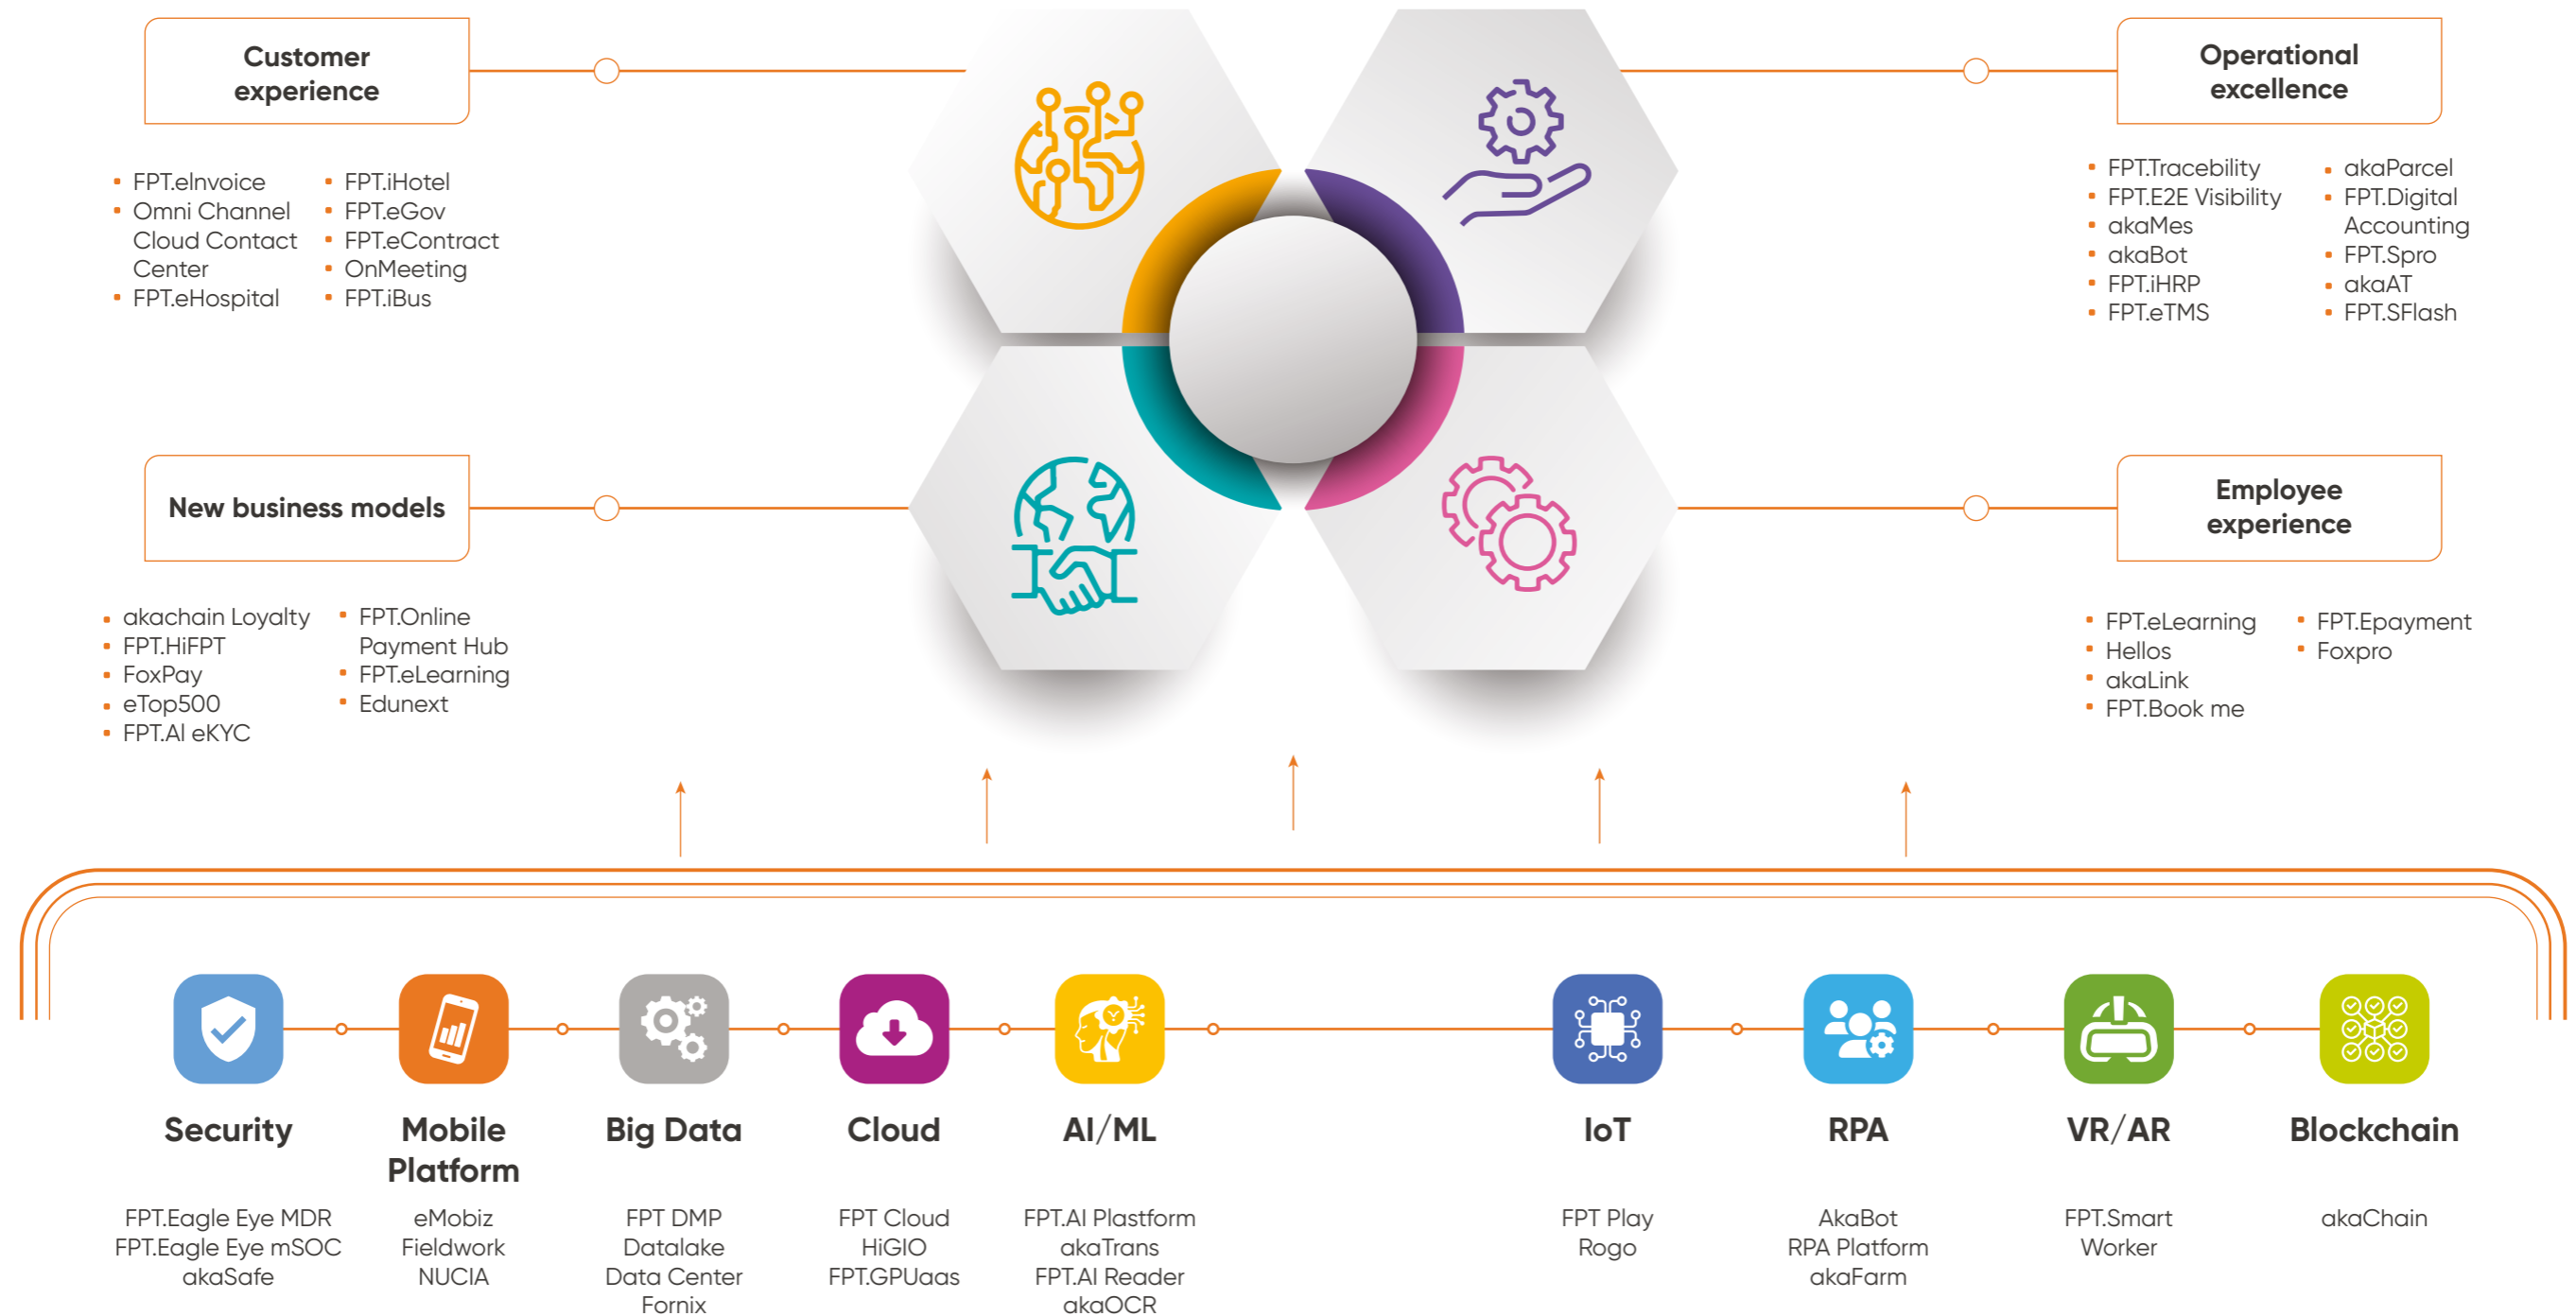 Customer
experience
FPT.eInvoice
Omni Channel
Cloud Contact
Center
FPT.eHospital
FPT.iHotel
FPT.eGov
FPT.eContract
OnMeeting
FPT.iBus
Operational
excellence
FPT.Tracebility
FPT.E2E Visibility
akaMes
akaBot
FPT.iHRP
FPT.eTMS
akaParcel
FPT.Digital
Accounting
FPT.Spro
akaAT
FPT.SFlash
New business models
akachain Loyalty
FPT.HiFPT
FoxPay
eTop500
FPT.AI eKYC
FPT.Online
Payment Hub
FPT.eLearning
Edunext
Employee
experience
FPT.eLearning
Hellos
akaLink
FPT.Book me
FPT.Epayment
Foxpro
Security
FPT.Eagle Eye MDR
FPT.Eagle Eye mSOC
akaSafe
Mobile
Platform
eMobiz
Fieldwork
NUCIA
Big Data
FPT DMP
Datalake
Data Center
Fornix
Cloud
FPT Cloud
HiGIO
FPT.GPUaas
AI/ML
FPT.AI Plastform
akaTrans
FPT.AI Reader
akaOCR
IoT
FPT Play
Rogo
RPA
AkaBot
RPA Platform
akaFarm
VR/AR
FPT.Smart
Worker
Blockchain
akaChain